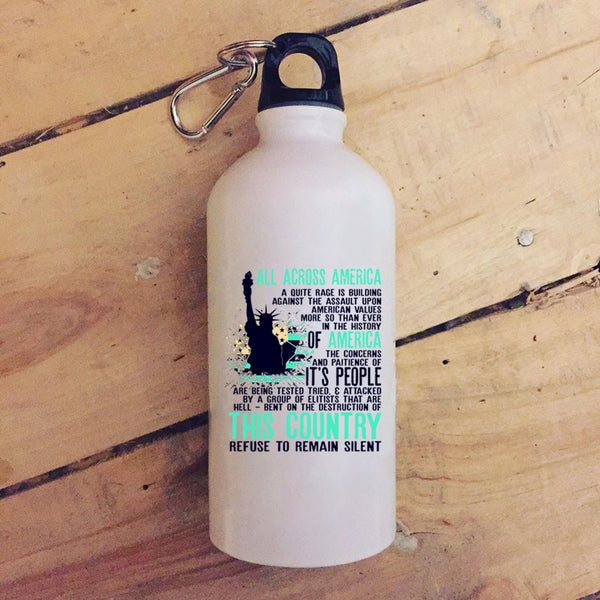 ALL ACROSS AMERICA
A QUITE RAGE IS BUILDING
AGAINST THE ASSAULT UPON
AMERICAN VALUES
MORE SO THAN EVER
IN THE HISTORY
OF AMERICA
THE CONCERNS
AND PAITIENCE OF
IT'S PEOPLE
ARE BEING TESTED TRIED, & ATTACKED
BY A GROUP OF ELITISTS THAT ARE
HELL - BENT ON THE DESTRUCTION OF
THIS COUNTRY
REFUSE TO REMAIN SILENT